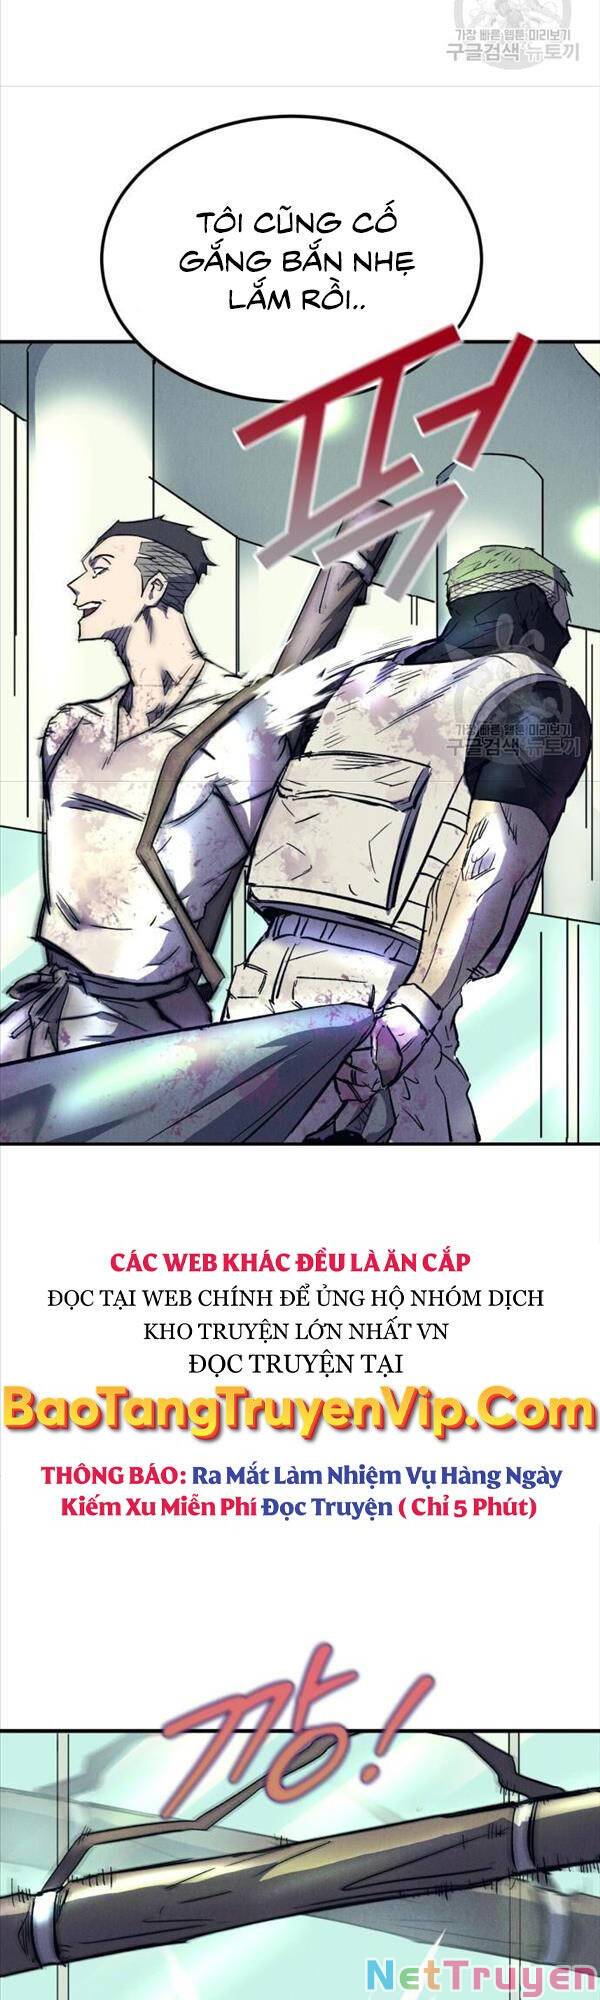 가장 빠른 웹툰 미리보기
구글검색 뉴토끼
TÔI CŨNG CỐ
GẮNG BẮN NHẸ
LẮM RỒI..
퍽
가장 빠른 웹툰 미리보기
구글검색 뉴토끼
CÁC WEB KHÁC ĐỀU LÀ ĂN CẮP
ĐỌC TẠI WEB CHÍNH ĐỂ ỦNG HỘ NHÓM DỊCH
KHO TRUYỆN LỚN NHẤT VN
ĐỌC TRUYỆN TẠI
BaoTangTruyenVip.Com
THÔNG BÁO: Ra Mắt Làm Nhiệm Vụ Hàng Ngày
Kiếm Xu Miễn Phí Đọc Truyện ( Chỉ 5 Phút)
깡!
NetTruyen